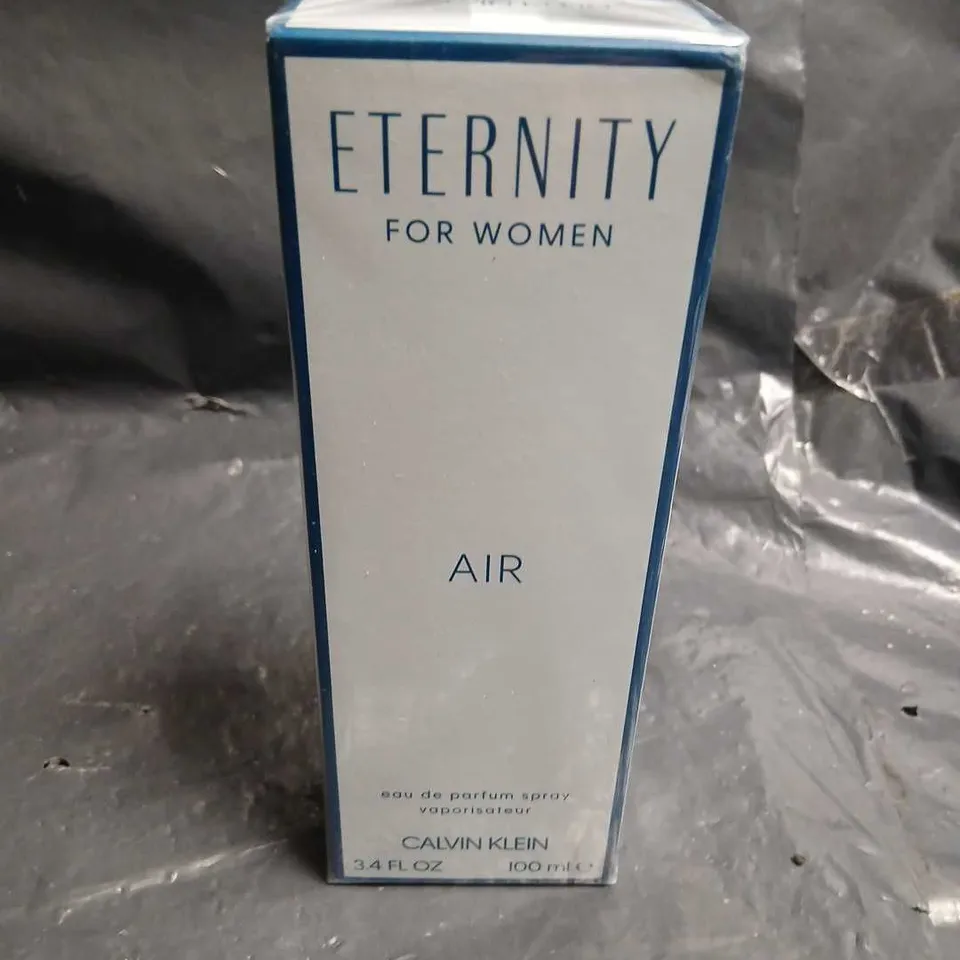 ETERNITY
FOR WOMEN
AIR
eau de parfum spray
vaporisateur
CALVIN KLEIN
3.4 FL OZ 100 ml e